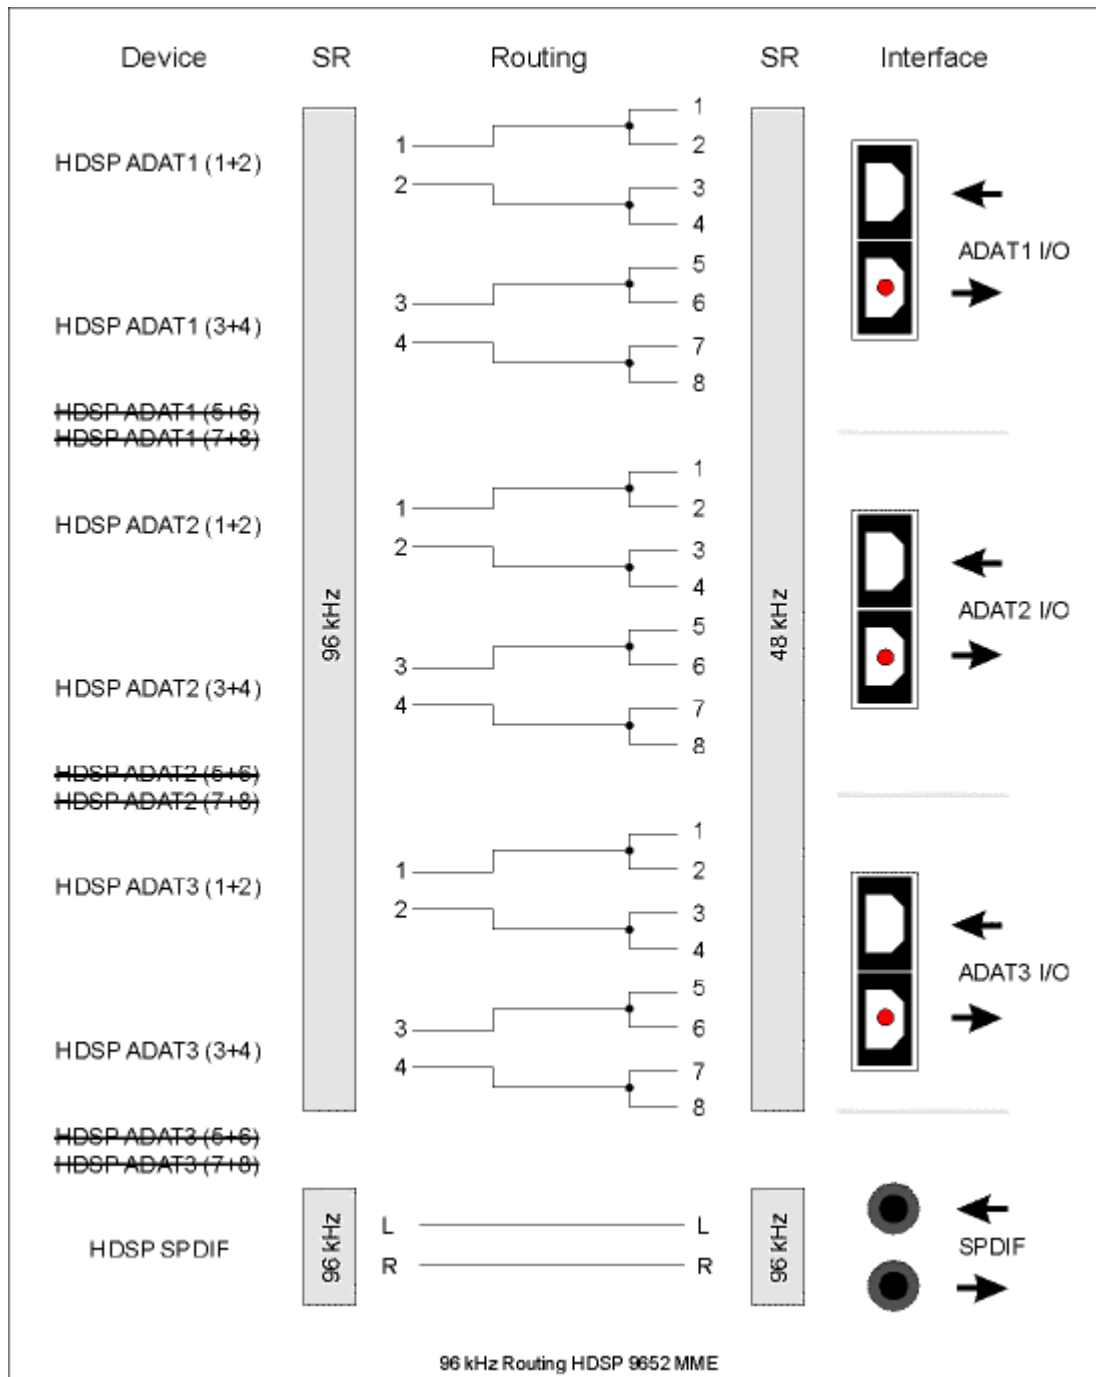 Device SR Routing SR Interface
1
1 2
HDSP ADAT1 (1+2)
2 3
4
ADAT1 I/O
5
3 6
HDSP ADAT1 (3+4)
4 7
8
HDSP ADAT1 (5+6)
HDSP ADAT1 (7+8)
1
1 2
HDSP ADAT2 (1+2)
2 3
4
96 kHz 48 kHz
ADAT2 I/O
5
3 6
HDSP ADAT2 (3+4)
4 7
8
HDSP ADAT2 (5+6)
HDSP ADAT2 (7+8)
1
1 2
HDSP ADAT3 (1+2)
2 3
4
ADAT3 I/O
5
3 6
HDSP ADAT3 (3+4)
4 7
8
HDSP ADAT3 (5+6)
HDSP ADAT3 (7+8)
L L
HDSP SPDIF 96 kHz 96 kHz SPDIF
R R
96 kHz Routing HDSP 9652 MME